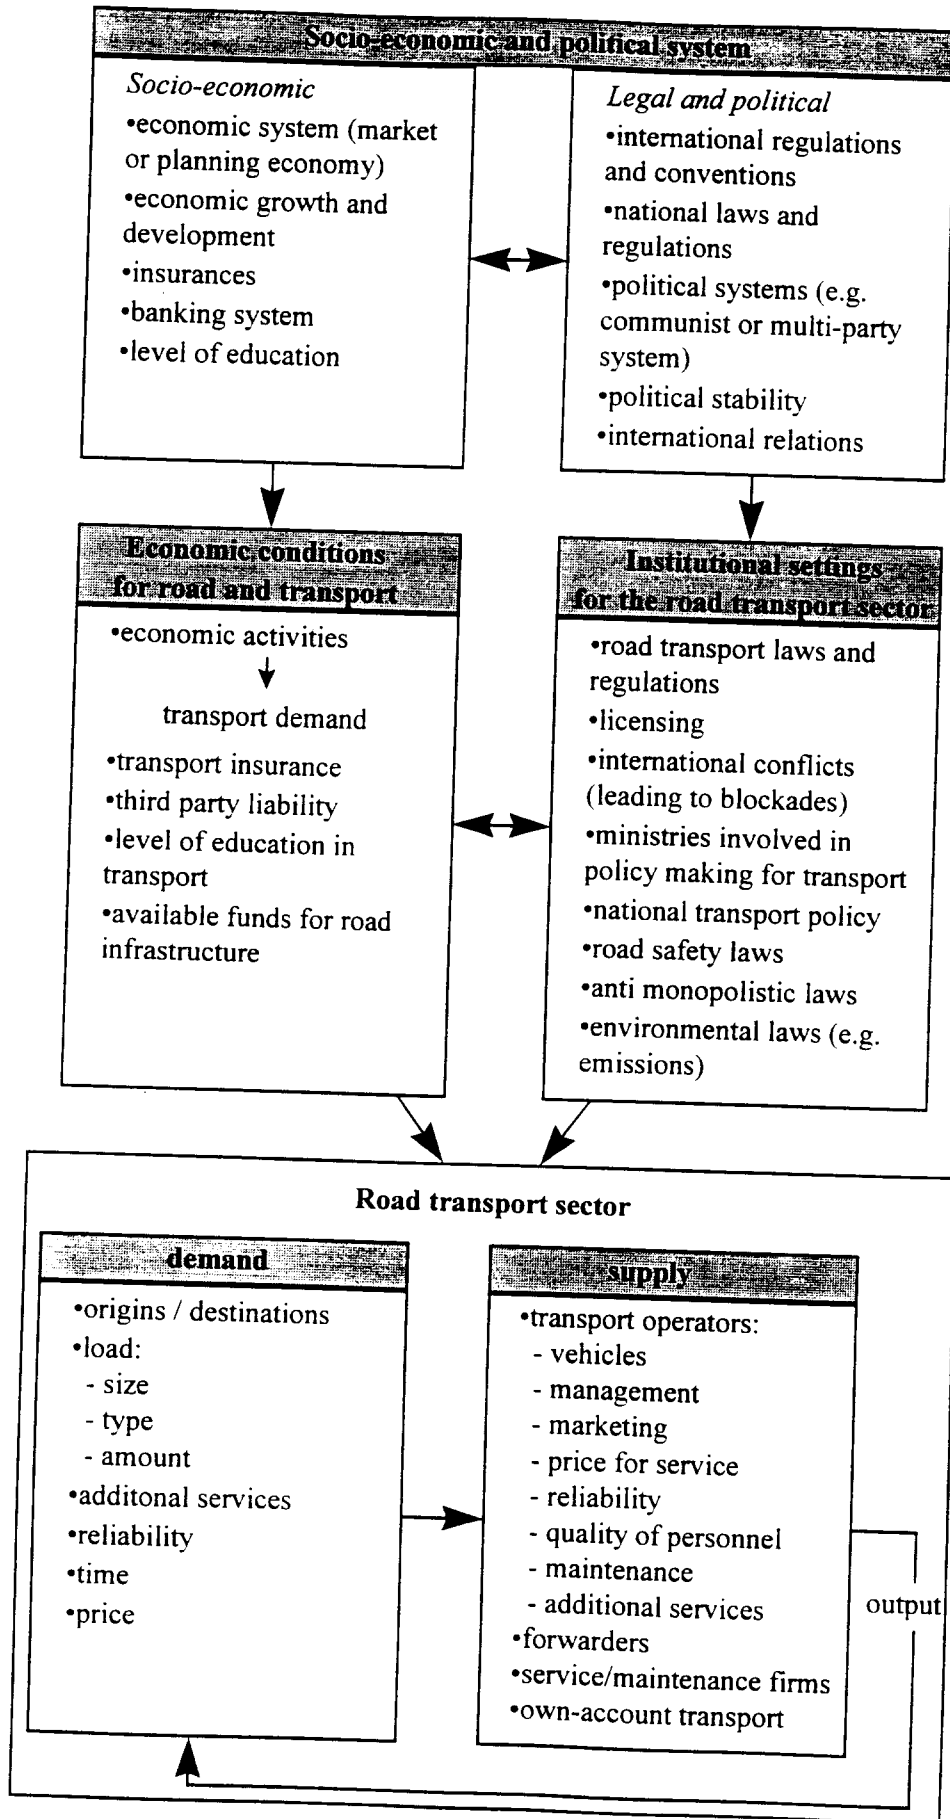 Socio-economic and political system
Socio-economic
•economic system (market
or planning economy)
•economic growth and
development
•insurances
•banking system
•level of education
Legal and political
•international regulations
and conventions
•national laws and
regulations
•political systems (e.g.
communist or multi-party
system)
•political stability
•international relations
Economic conditions
for road and transport
•economic activities
transport demand
•transport insurance
•third party liability
•level of education in
transport
•available funds for road
infrastructure
Institutional settings
for the road transport sector
•road transport laws and
regulations
•licensing
•international conflicts
(leading to blockades)
•ministries involved in
policy making for transport
•national transport policy
•road safety laws
•anti monopolistic laws
•environmental laws (e.g.
emissions)
Road transport sector
demand
•origins / destinations
•load:
- size
- type
- amount
•additonal services
•reliability
•time
•price
supply
•transport operators:
- vehicles
- management
- marketing
- price for service
- reliability
- quality of personnel
- maintenance
- additional services
•forwarders
•service/maintenance firms
•own-account transport
output